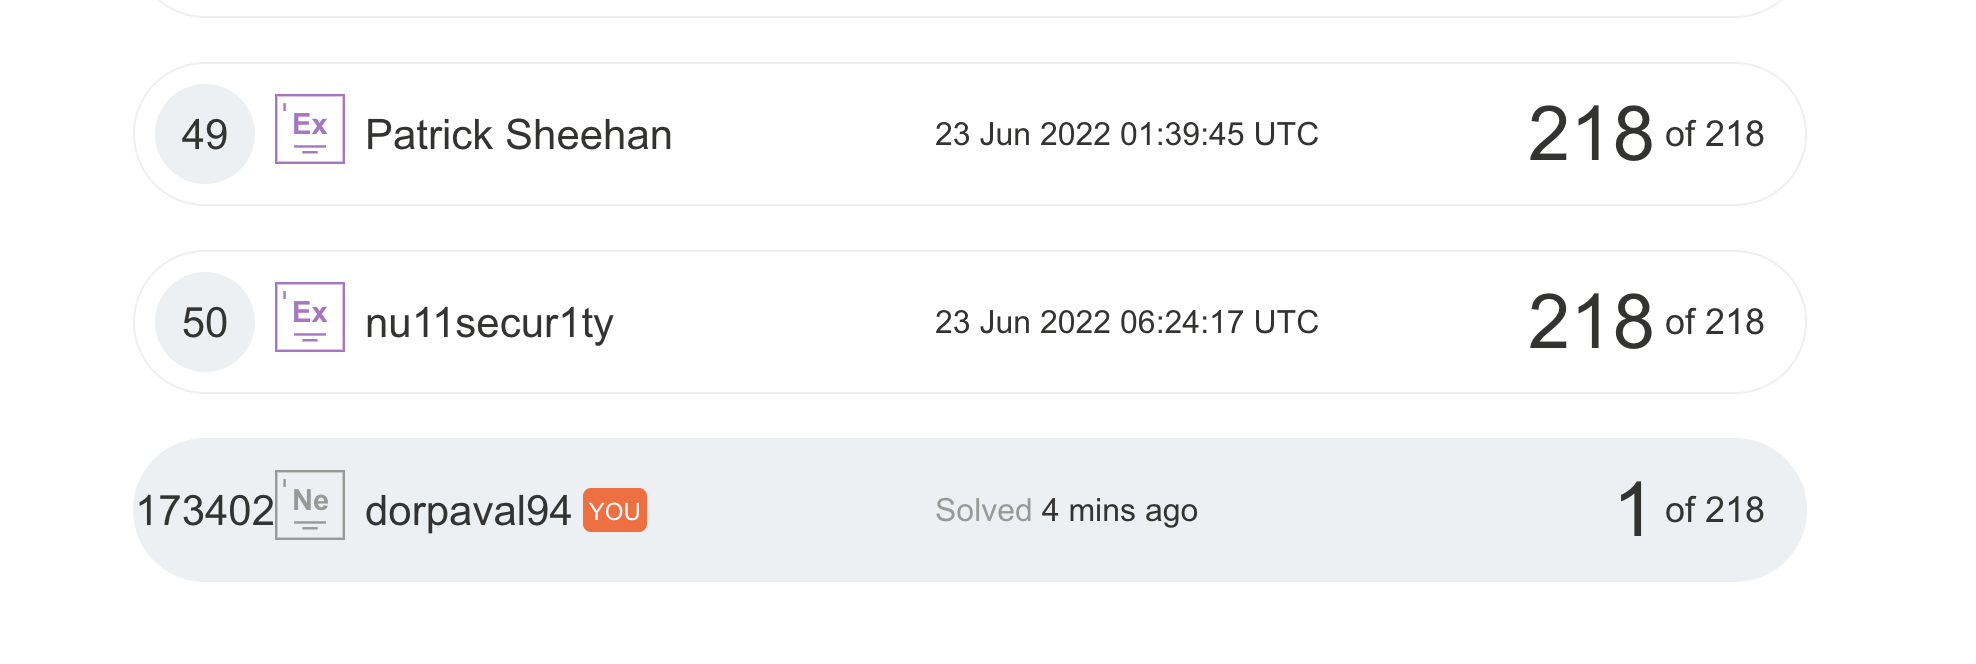 49 Ex Patrick Sheehan 23 Jun 2022 01:39:45 UTC 218 of 218
50 Ex nu11secur1ty 23 Jun 2022 06:24:17 UTC 218 of 218
173402 Ne dorpaval94 YOU Solved 4 mins ago 1 of 218